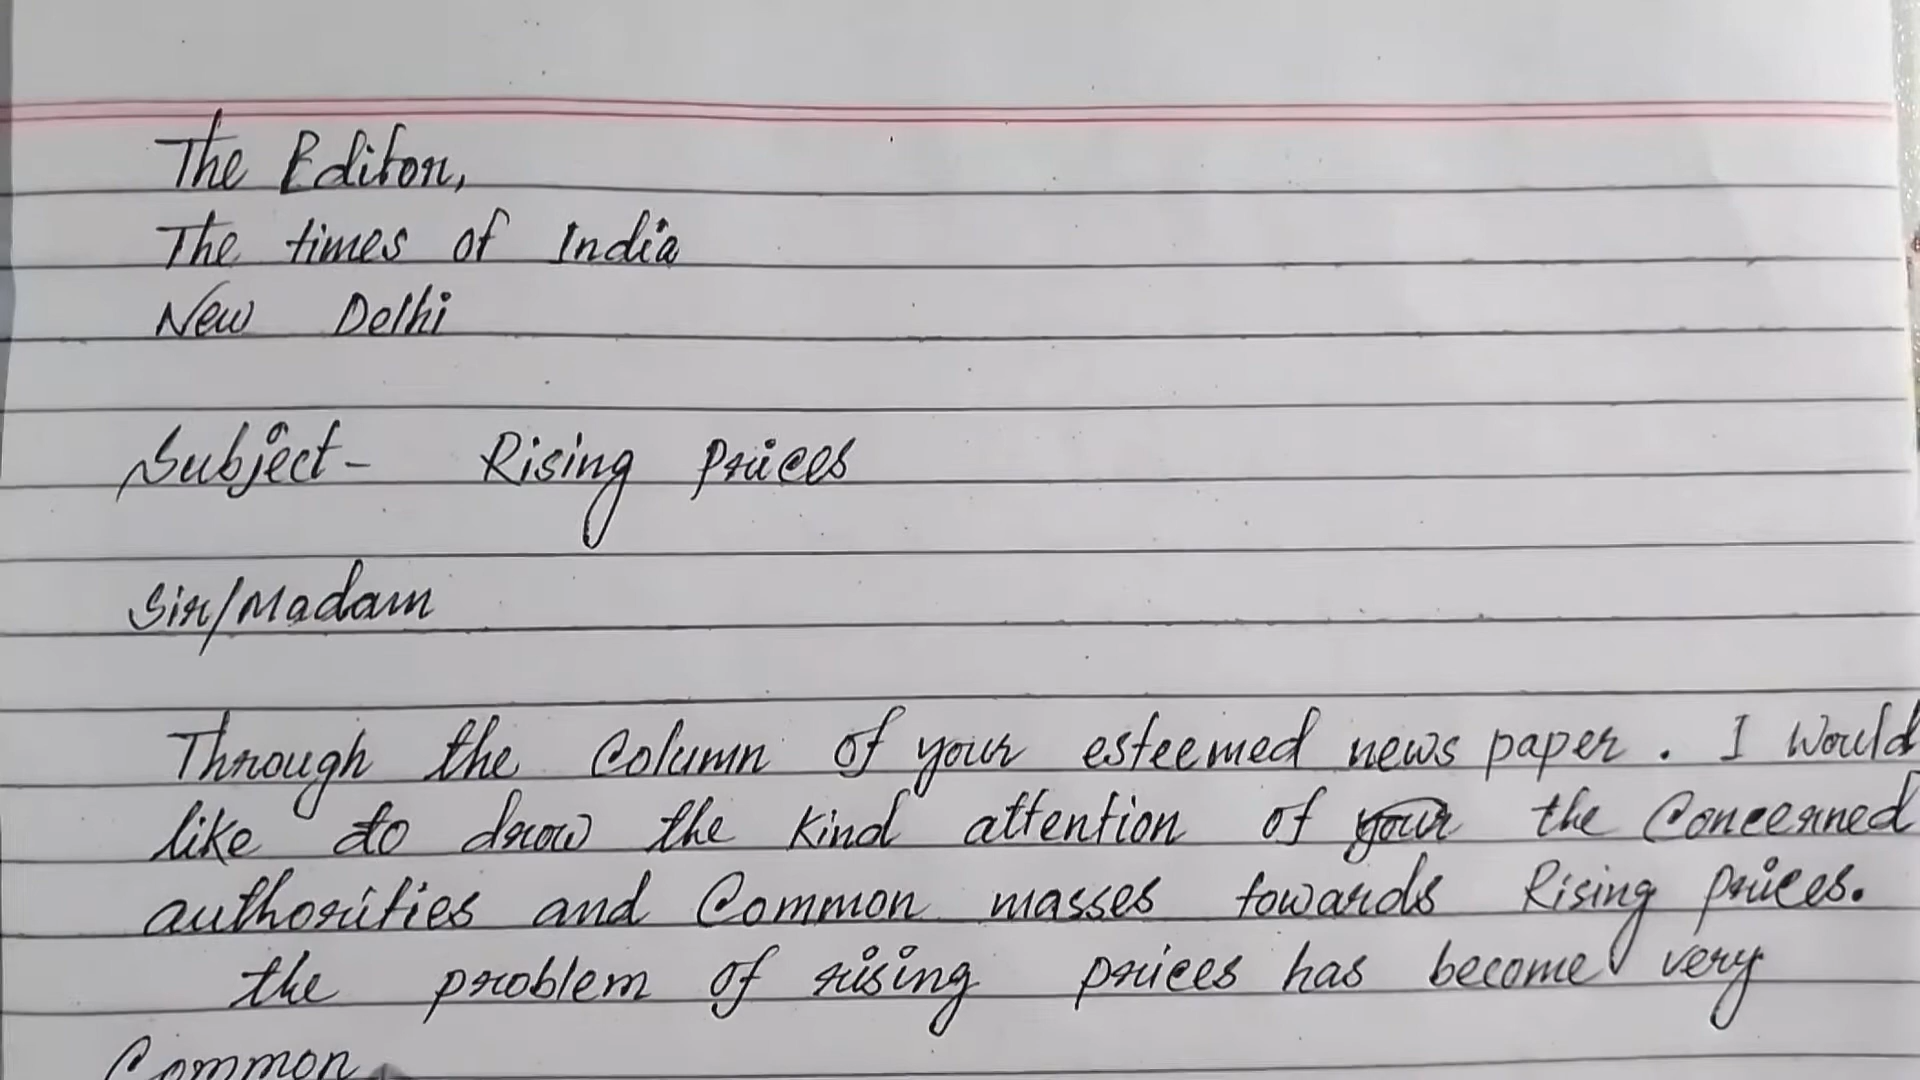 The Editor,
The times of India
New Delhi
Subject- Rising prices
Sir/Madam
Through the Column of your esteemed news paper. I Would
like to draw the kind attention of your the Concerned
authorities and Common masses towards Rising prices.
the problem of rising prices has become very
Common